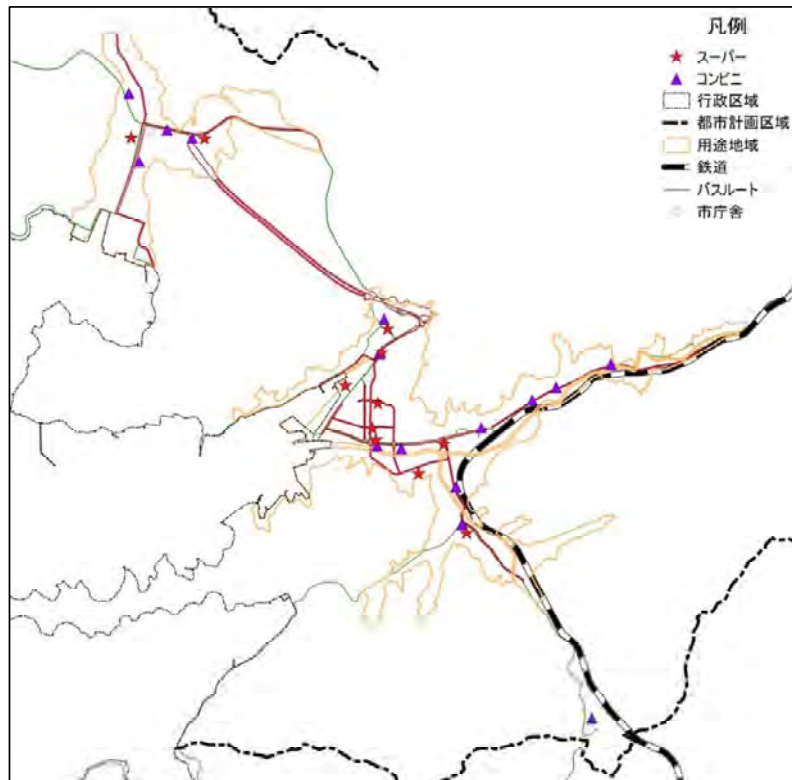 凡例
スーパー
コンビニ
行政区域
都市計画区域
用途地域
鉄道
バスルート
市庁舎